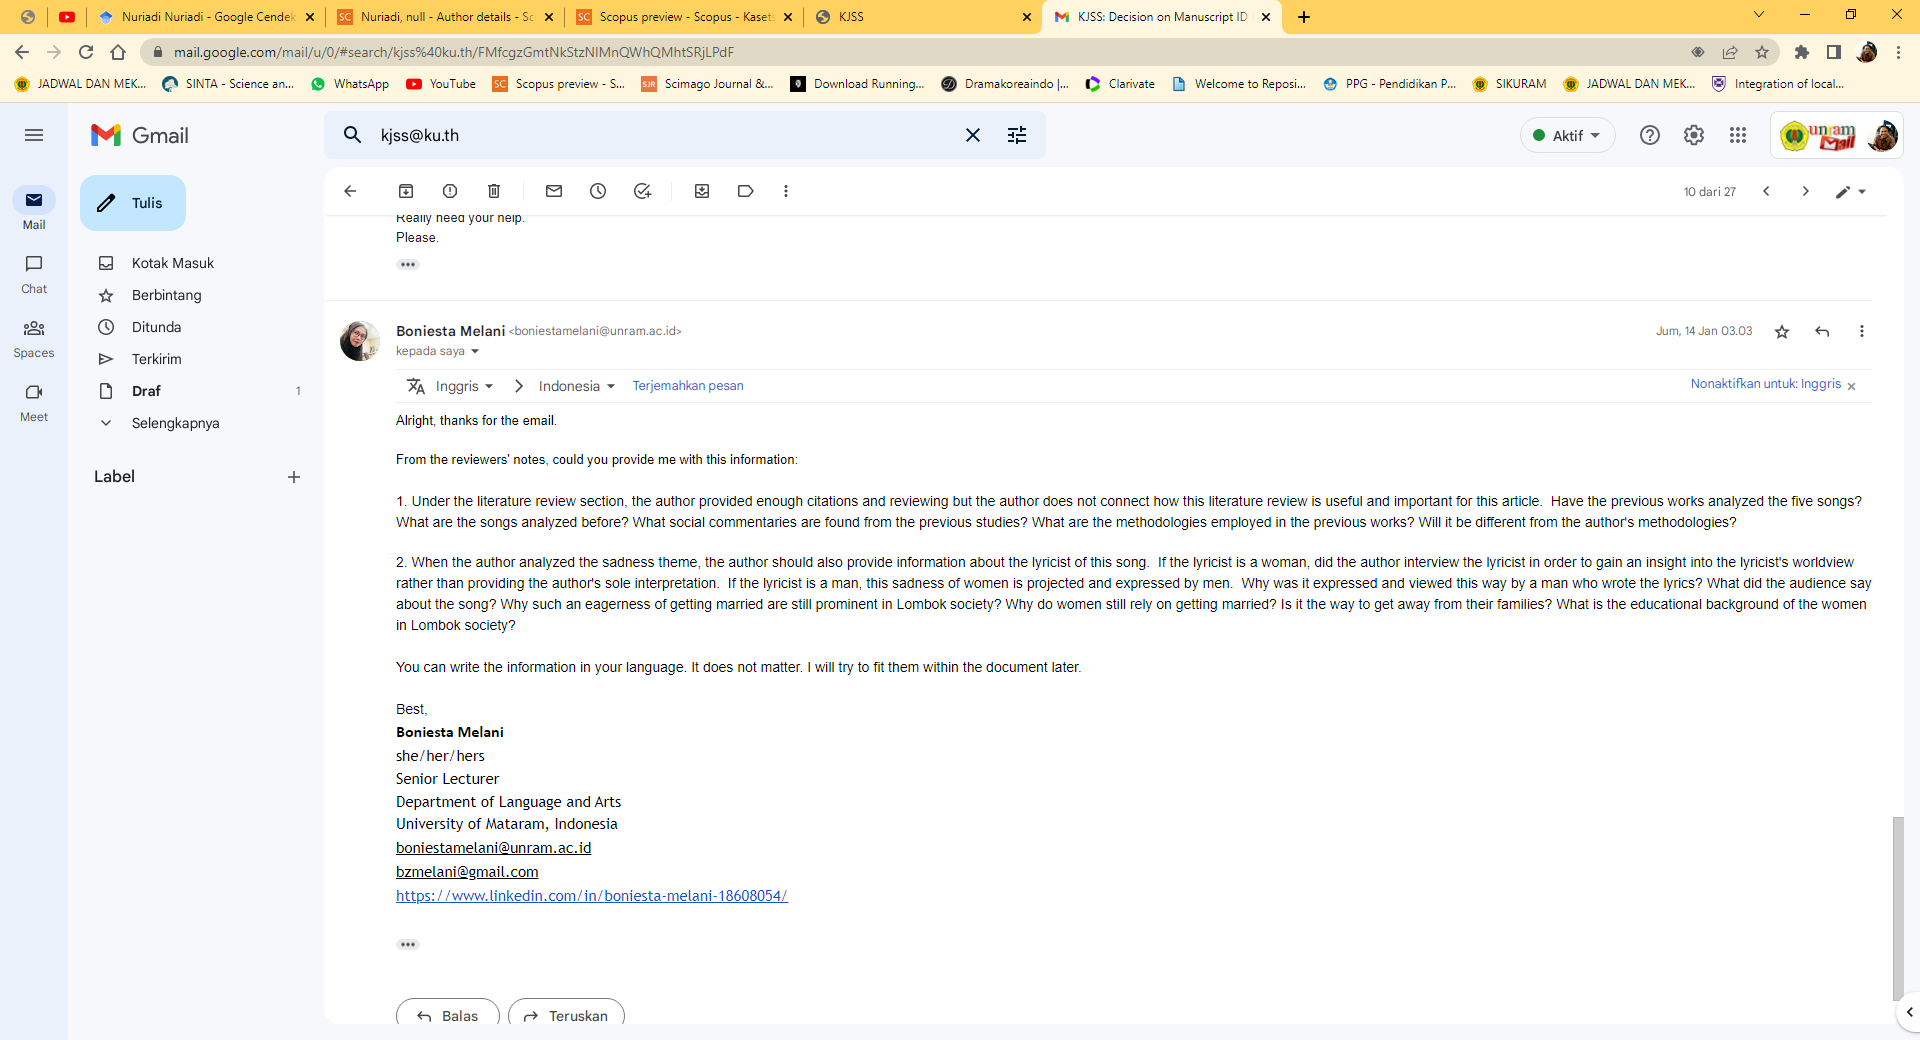 Nuriadi Nuriadi - Google Cendek
Nuriadi, null - Author details - Sc
Scopus preview - Scopus - Kaset
KJSS
KJSS: Decision on Manuscript ID
mail.google.com/mail/u/0/#search/kjss%40ku.th/FMfcgzGmtNkStzNlMnQWhQMhtSRjLPdF
JADWAL DAN MEK...
SINTA - Science an...
WhatsApp
YouTube
Scopus preview - S...
Scimago Journal &...
Download Running...
Dramakoreaindo |...
Clarivate
Welcome to Reposi...
PPG - Pendidikan P...
SIKURAM
JADWAL DAN MEK...
Integration of local...
Gmail
kjss@ku.th
Aktif
unram
Mail
Tulis
10 dari 27
Mail
Chat
Spaces
Meet
Kotak Masuk
Berbintang
Ditunda
Terkirim
Draf 1
Selengkapnya
Label
Really need your help.
Please.
Boniesta Melani <boniestamelani@unram.ac.id>
Jum, 14 Jan 03.03
kepada saya
Inggris
Indonesia
Terjemahkan pesan
Nonaktifkan untuk: Inggris
Alright, thanks for the email.
From the reviewers' notes, could you provide me with this information:
1. Under the literature review section, the author provided enough citations and reviewing but the author does not connect how this literature review is useful and important for this article.  Have the previous works analyzed the five songs?
What are the songs analyzed before? What social commentaries are found from the previous studies? What are the methodologies employed in the previous works? Will it be different from the author's methodologies?
2. When the author analyzed the sadness theme, the author should also provide information about the lyricist of this song.  If the lyricist is a woman, did the author interview the lyricist in order to gain an insight into the lyricist's worldview
rather than providing the author's sole interpretation.  If the lyricist is a man, this sadness of women is projected and expressed by men.  Why was it expressed and viewed this way by a man who wrote the lyrics? What did the audience say
about the song? Why such an eagerness of getting married are still prominent in Lombok society? Why do women still rely on getting married? Is it the way to get away from their families? What is the educational background of the women
in Lombok society?
You can write the information in your language. It does not matter. I will try to fit them within the document later.
Best,
Boniesta Melani
she/her/hers
Senior Lecturer
Department of Language and Arts
University of Mataram, Indonesia
boniestamelani@unram.ac.id
bzmelani@gmail.com
https://www.linkedin.com/in/boniesta-melani-18608054/
Balas
Teruskan